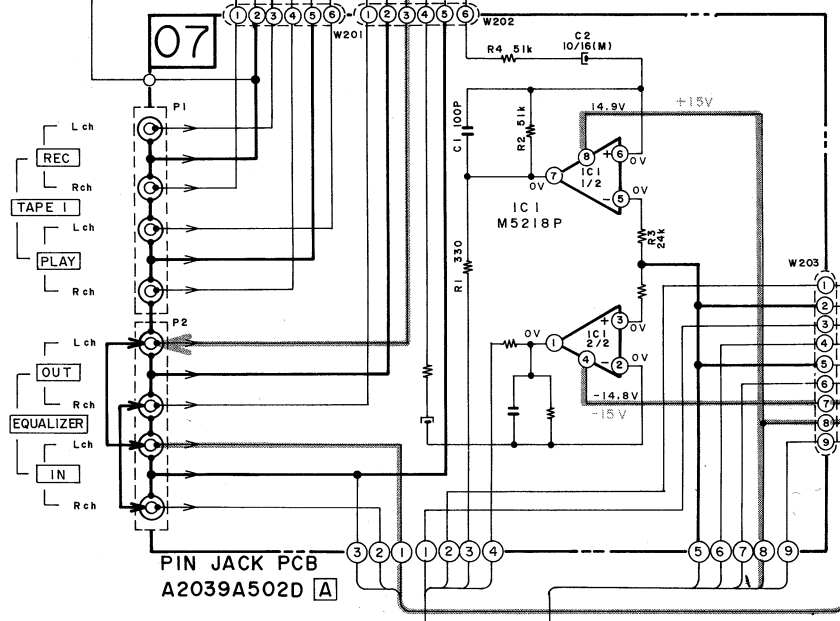 07
1 2 3 4 5 6
W201
1 2 3 4 5 6
W202
C2
10/16(M)
R4 51k
C1 100P
R2 51k
14.9V
+15V
P1
L ch
REC
R ch
TAPE 1
L ch
PLAY
R ch
8
+ 6
0V
IC1
1/2
7
0V
- 5
0V
IC1
M5218P
R3
24k
R1 330
W203
1
2
3
4
5
6
7
8
9
P2
L ch
OUT
R ch
EQUALIZER
L ch
IN
R ch
0V
1
+ 3
0V
IC1
2/2
4
- 2
0V
-14.8V
-15V
3 2 1 1 2 3 4 5 6 7 8 9
PIN JACK PCB
A2039A502D A